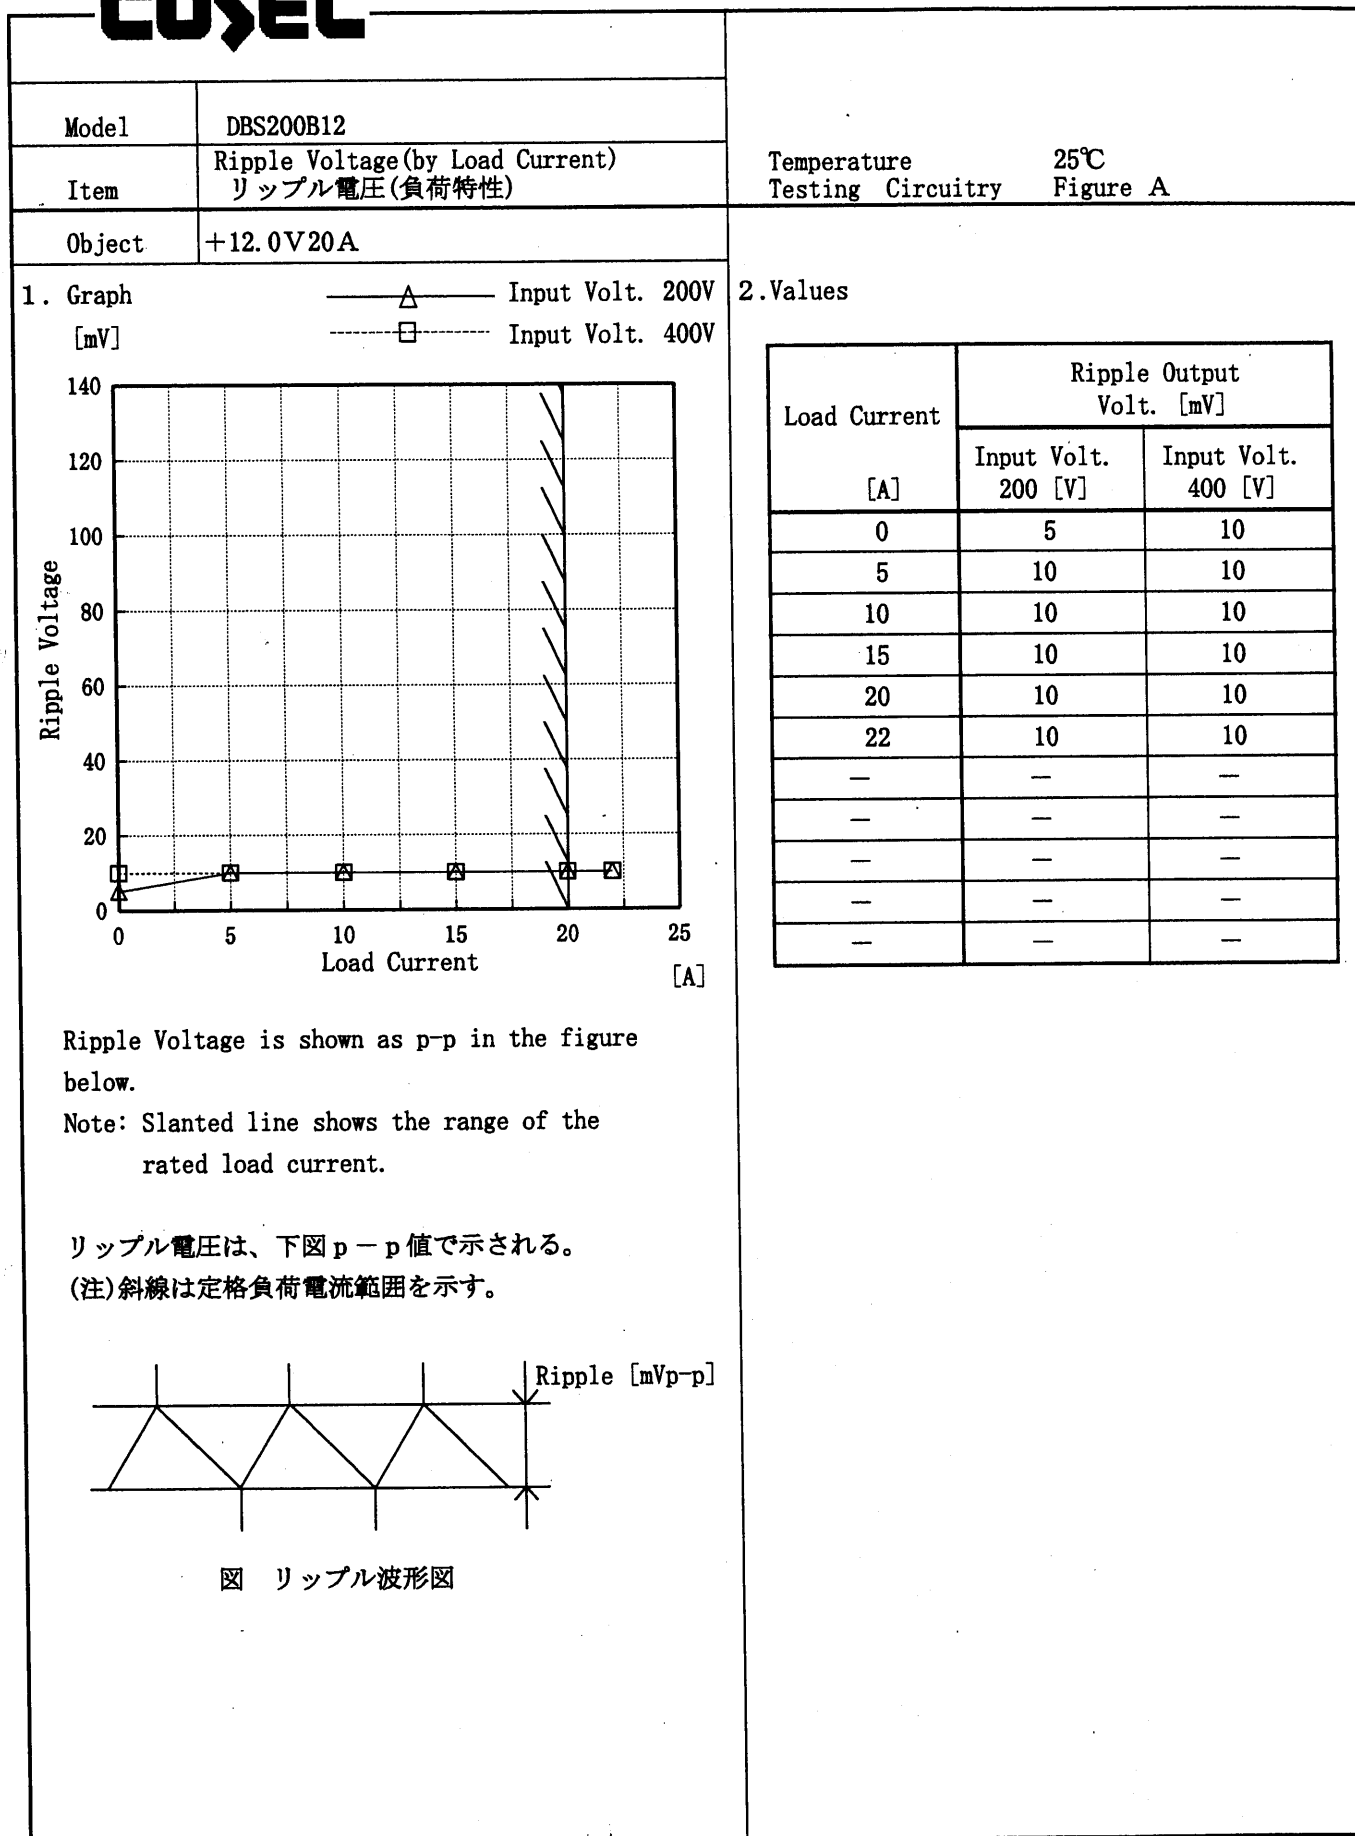 COSEL
Model DBS200B12
Item Ripple Voltage(by Load Current)
リップル電圧(負荷特性)
Temperature 25℃
Testing Circuitry Figure A
Object +12.0V20A
1. Graph
[mV]
Input Volt. 200V
Input Volt. 400V
140
120
100
80
60
40
20
0
Ripple Voltage
0 5 10 15 20 25
Load Current
[A]
2.Values
Load Current [A]
Ripple Output Volt. [mV]
Input Volt. 200 [V]
Input Volt. 400 [V]
0 5 10
5 10 10
10 10 10
15 10 10
20 10 10
22 10 10
— — —
— — —
— — —
— — —
— — —
Ripple Voltage is shown as p-p in the figure
below.
Note: Slanted line shows the range of the
rated load current.
リップル電圧は、下図p-p値で示される。
(注)斜線は定格負荷電流範囲を示す。
Ripple [mVp-p]
図 リップル波形図